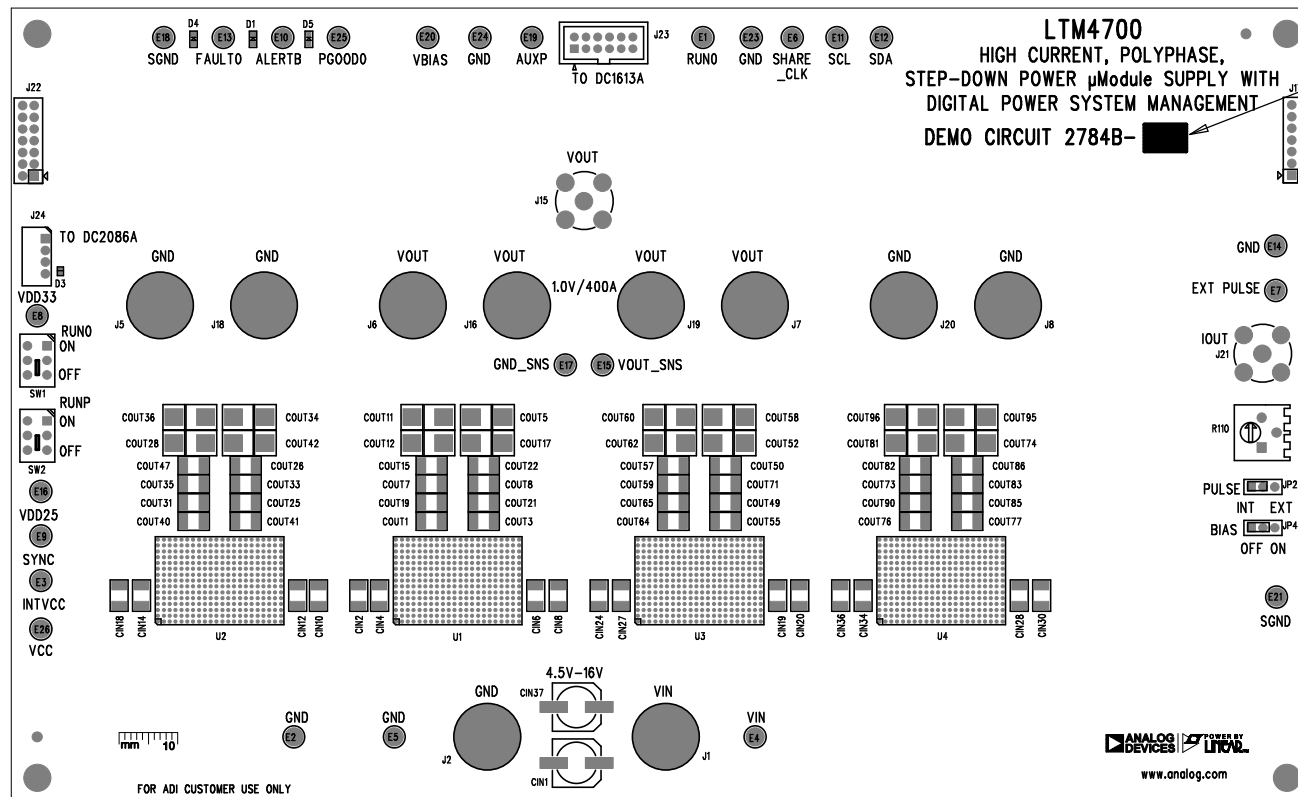 E18 D4 E13 D1 E10 D5 E25
SGND FAULT0 ALERTB PGOOD0
E20 E24 E19
VBIAS GND AUXP
J23
TO DC1613A
E1 E23 E6 E11 E12
RUN0 GND SHARE_CLK SCL SDA
LTM4700
HIGH CURRENT, POLYPHASE,
STEP-DOWN POWER µModule SUPPLY WITH
DIGITAL POWER SYSTEM MANAGEMENT
DEMO CIRCUIT 2784B-
J22
VOUT
J15
J24
TO DC2086A
D3
VDD33
E8
GND GND VOUT VOUT VOUT VOUT GND GND
1.0V/400A
J5 J18 J6 J16 J19 J7 J20 J8
GND E14
EXT PULSE E7
IOUT
J21
RUN0
ON
OFF
SW1
GND_SNS E17 E15 VOUT_SNS
RUNP
ON
OFF
SW2
COUT36 COUT34 COUT11 COUT5 COUT60 COUT58 COUT96 COUT95
COUT28 COUT42 COUT12 COUT17 COUT62 COUT52 COUT81 COUT74
COUT47 COUT26 COUT15 COUT22 COUT57 COUT50 COUT82 COUT86
COUT35 COUT33 COUT7 COUT8 COUT59 COUT71 COUT73 COUT83
COUT31 COUT25 COUT19 COUT21 COUT65 COUT49 COUT90 COUT85
COUT40 COUT41 COUT1 COUT3 COUT64 COUT55 COUT76 COUT77
R110
PULSE JP2
INT EXT
BIAS JP4
OFF ON
E16
VDD25
E9
SYNC
E3
INTVCC
E26
VCC
CIN18 CIN14 U2 CIN12 CIN10 CIN2 CIN4 U1 CIN6 CIN8 CIN24 CIN27 U3 CIN19 CIN20 CIN36 CIN34 U4 CIN28 CIN30
E21
SGND
4.5V-16V
CIN37
GND VIN
J2 J1
CIN1
GND GND VIN
E2 E5 E4
mm 10
FOR ADI CUSTOMER USE ONLY
ANALOG DEVICES POWER BY LINEAR
www.analog.com